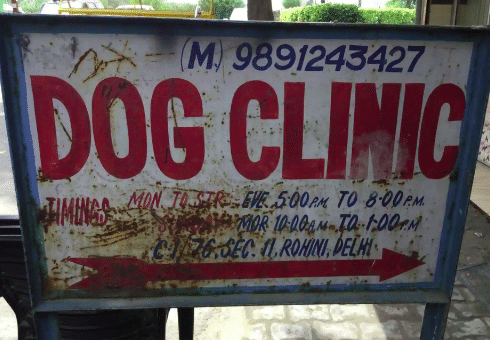 (M.) 9891243427
DOG CLINIC
TIMINGS MON TO STR EVE 5:00 P.M. TO 8:00 P.M.
MOR 10:00 A.M TO 1:00 P.M
C 1/76, SEC. 11, ROHINI, DELHI